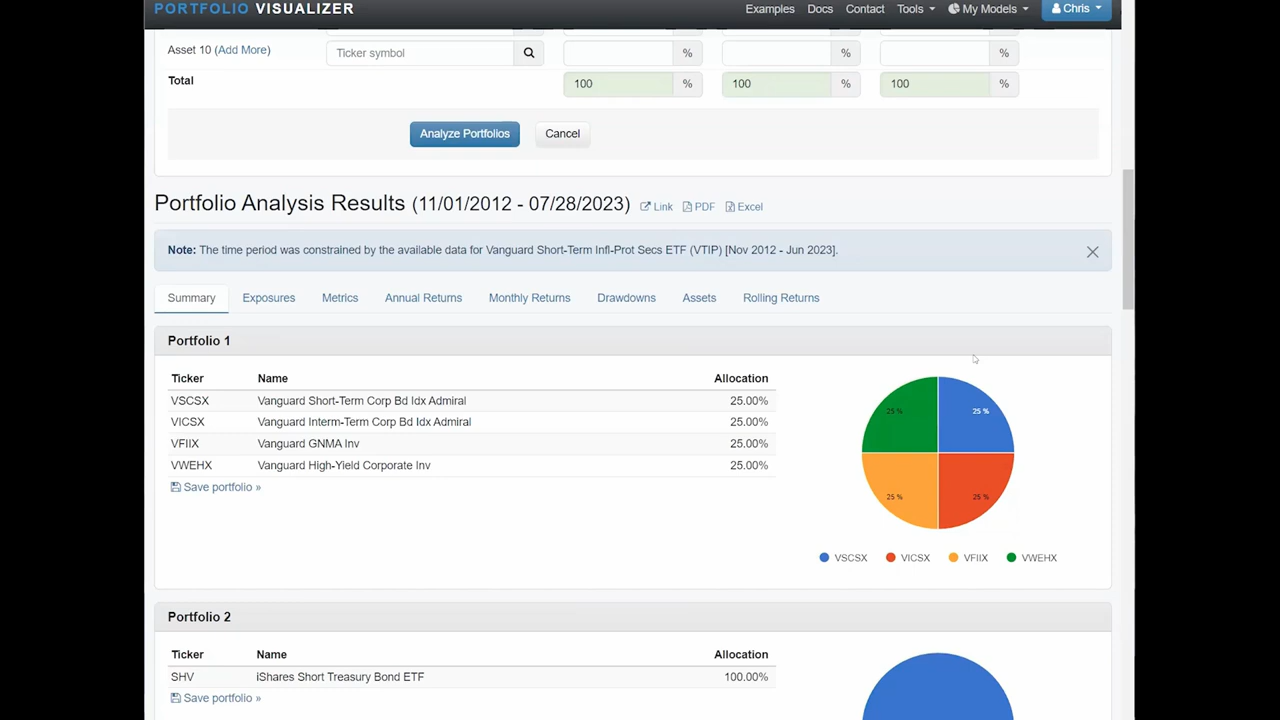 PORTFOLIO VISUALIZER Examples Docs Contact Tools My Models Chris
Asset 10 (Add More) Ticker symbol % % %
Total 100 % 100 % 100 %
Analyze Portfolios Cancel
Portfolio Analysis Results (11/01/2012 - 07/28/2023) Link PDF Excel
Note: The time period was constrained by the available data for Vanguard Short-Term Infl-Prot Secs ETF (VTIP) [Nov 2012 - Jun 2023].
Summary Exposures Metrics Annual Returns Monthly Returns Drawdowns Assets Rolling Returns
Portfolio 1
Ticker Name Allocation
VSCSX Vanguard Short-Term Corp Bd Idx Admiral 25.00%
VICSX Vanguard Interm-Term Corp Bd Idx Admiral 25.00%
VFIIX Vanguard GNMA Inv 25.00%
VWEHX Vanguard High-Yield Corporate Inv 25.00%
Save portfolio »
25 % 25 %
25 % 25 %
VSCSX VICSX VFIIX VWEHX
Portfolio 2
Ticker Name Allocation
SHV iShares Short Treasury Bond ETF 100.00%
Save portfolio »